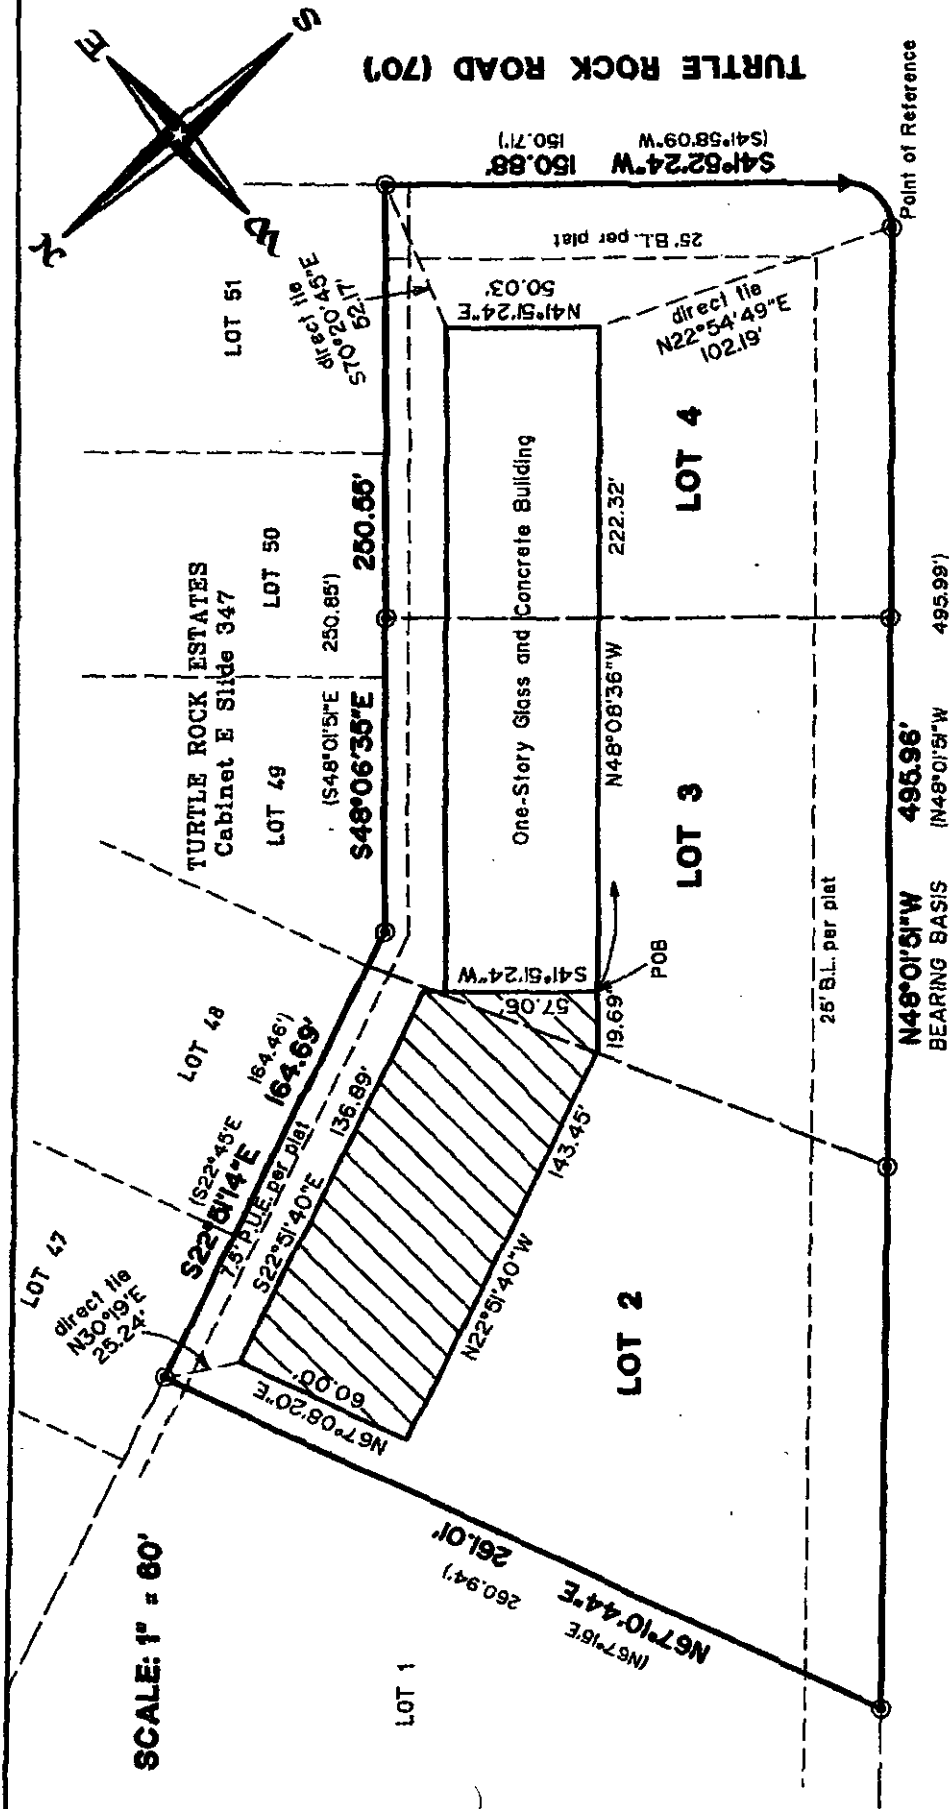 N
E
S
W
TURTLE ROCK ROAD (70')
S41°52'24"W 150.88'
(S41°58'09"W 150.71')
Point of Reference
25' B.L. per plat
LOT 51
direct tie
S70°20'45"E
52.17'
N41°51'24"E
50.03'
direct tie
N22°54'49"E
102.19'
TURTLE ROCK ESTATES
Cabinet E Slide 347
LOT 50
LOT 49
(S48°01'51"E 250.85')
S48°06'35"E 250.55'
One-Story Glass and Concrete Building
N48°08'36"W 222.32'
LOT 4
LOT 3
S41°51'24"W
57.06'
19.69'
POB
25' B.L. per plat
N48°01'51"W 495.96'
BEARING BASIS (N48°01'51"W 495.99')
LOT 48
(S22°45'E 164.46')
S22°51'14"E 164.69'
7.5' P.U.E. per plat
S22°51'40"E 136.89'
LOT 47
direct tie
N30°19'E
25.24'
60.00'
N67°08'20"E
N22°51'40"W 143.45'
LOT 2
SCALE: 1" = 60'
LOT 1
N67°10'44"E 261.01'
(N67°15'E 260.94')